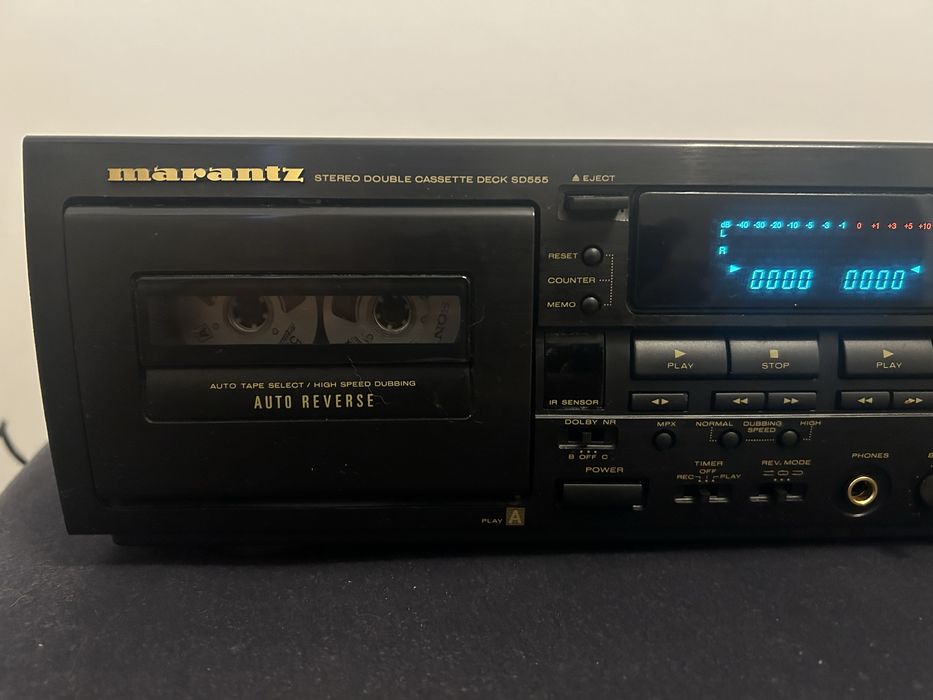 marantz STEREO DOUBLE CASSETTE DECK SD555
EJECT
dB -40 -30 -20 -10 -5 -3 -1 0 +1 +3 +5 +10
L
R
0000 0000
RESET
COUNTER
MEMO
PLAY STOP PLAY
AUTO TAPE SELECT / HIGH SPEED DUBBING
AUTO REVERSE
IR SENSOR
DOLBY NR MPX NORMAL DUBBING SPEED HIGH
B OFF C
POWER
TIMER
REC OFF PLAY
REV. MODE
PHONES
PLAY A
SONY